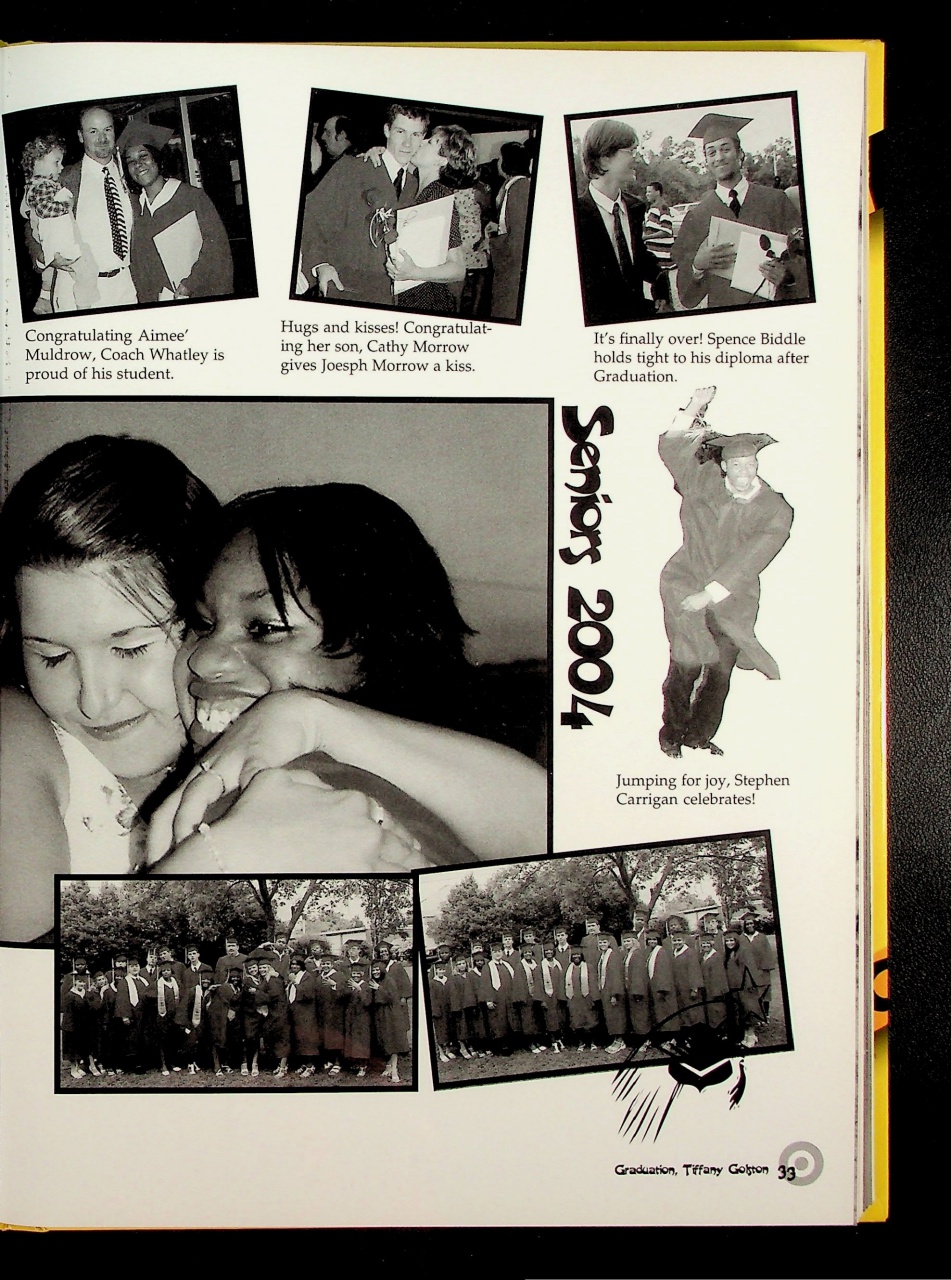 Congratulating Aimee'
Muldrow, Coach Whatley is
proud of his student.
Hugs and kisses! Congratulat-
ing her son, Cathy Morrow
gives Joesph Morrow a kiss.
It's finally over! Spence Biddle
holds tight to his diploma after
Graduation.
Seniors 2004
Jumping for joy, Stephen
Carrigan celebrates!
Graduation, Tiffany Golston 33